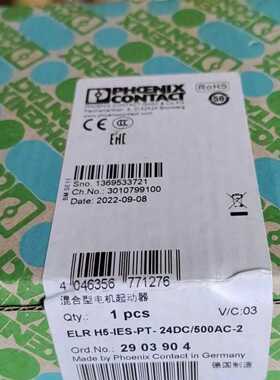 PHŒNIX
CONTACT
RoHS
Sno. 1369533721
Ch.No.: 3010799100
Date: 2022-09-08
EAC
4 046356 771276
混合型电机起动器
Qty.: 1 pcs V/C:03
ELR H5-IES-PT- 24DC/500AC-2
Ord.No.: 29 03 90 4
Made by Phoenix Contact in Germany
德国制造